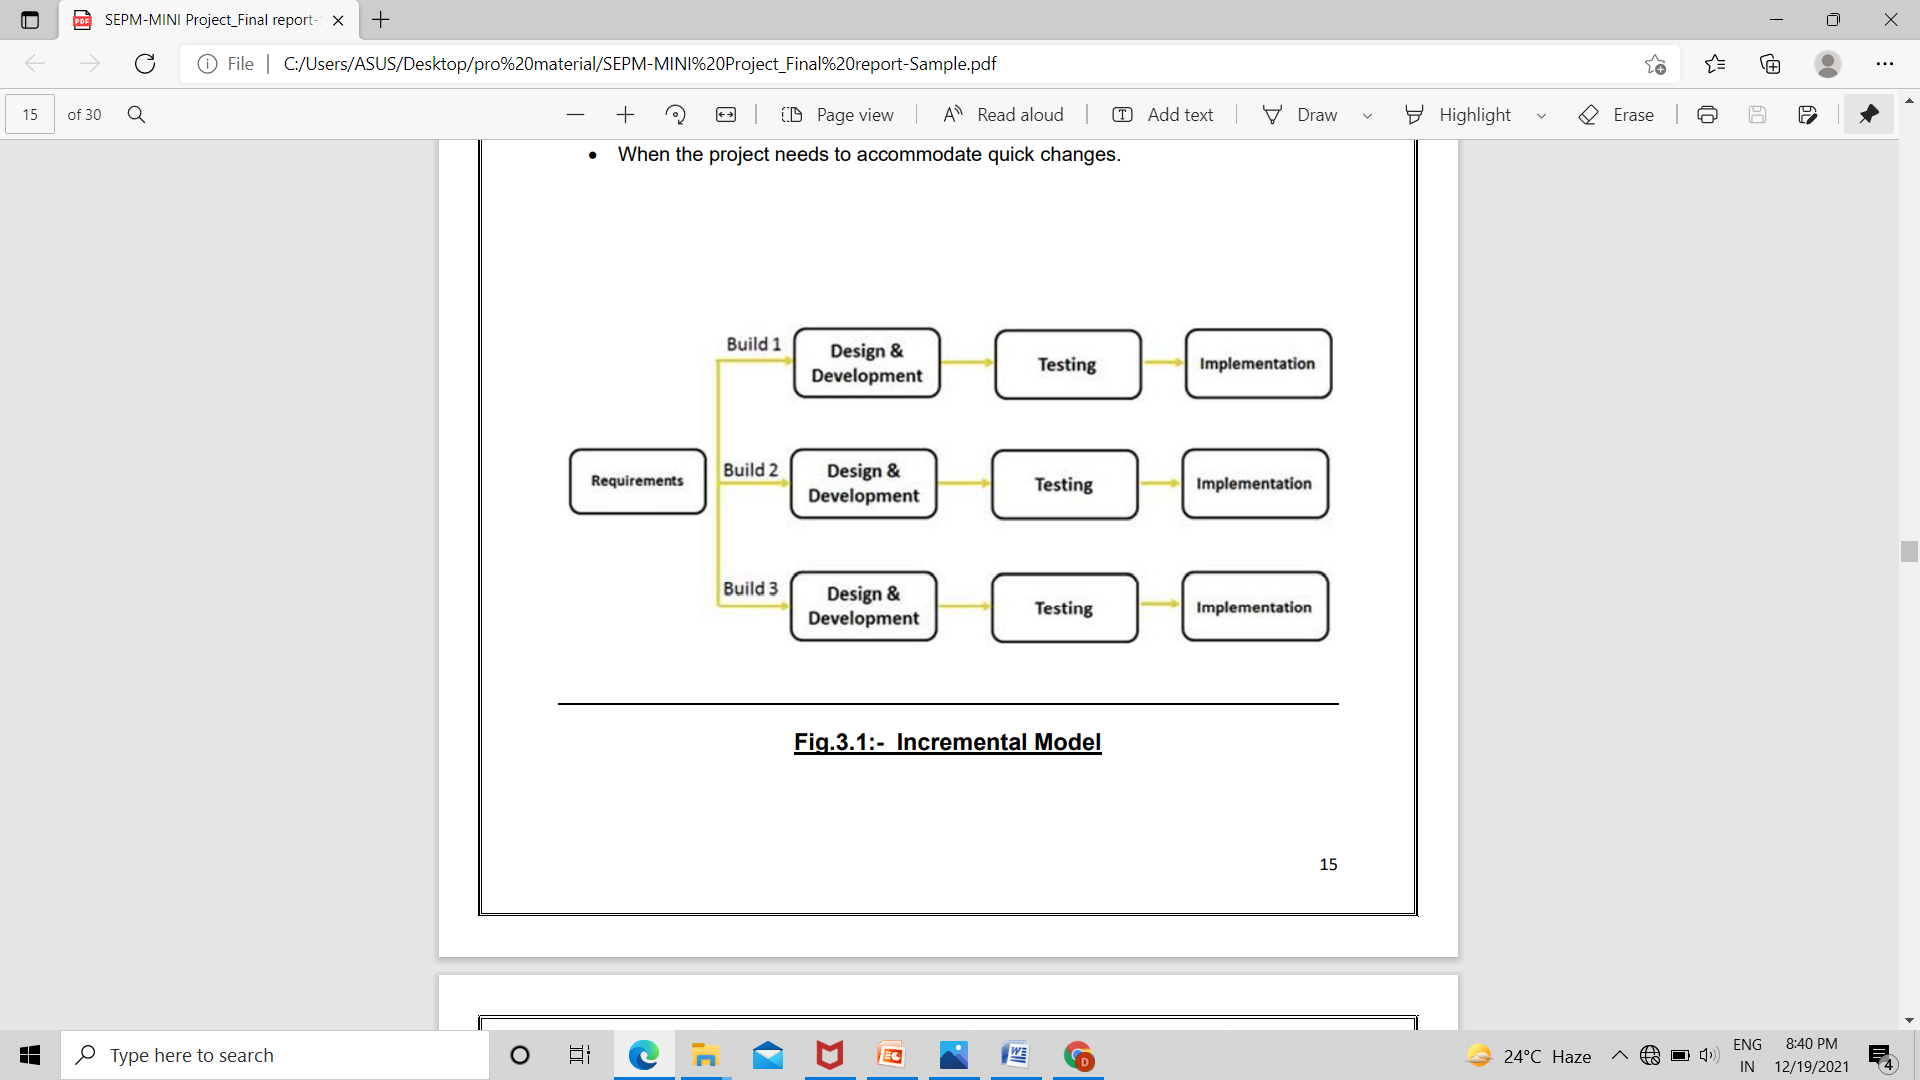 SEPM-MINI Project_Final report-
File
C:/Users/ASUS/Desktop/pro%20material/SEPM-MINI%20Project_Final%20report-Sample.pdf
15 of 30
Page view
Read aloud
Add text
Draw
Highlight
Erase
• When the project needs to accommodate quick changes.
Build 1
Design &
Development
Testing
Implementation
Requirements
Build 2
Design &
Development
Testing
Implementation
Build 3
Design &
Development
Testing
Implementation
Fig.3.1:- Incremental Model
15
Type here to search
24°C Haze
ENG
IN
8:40 PM
12/19/2021
4